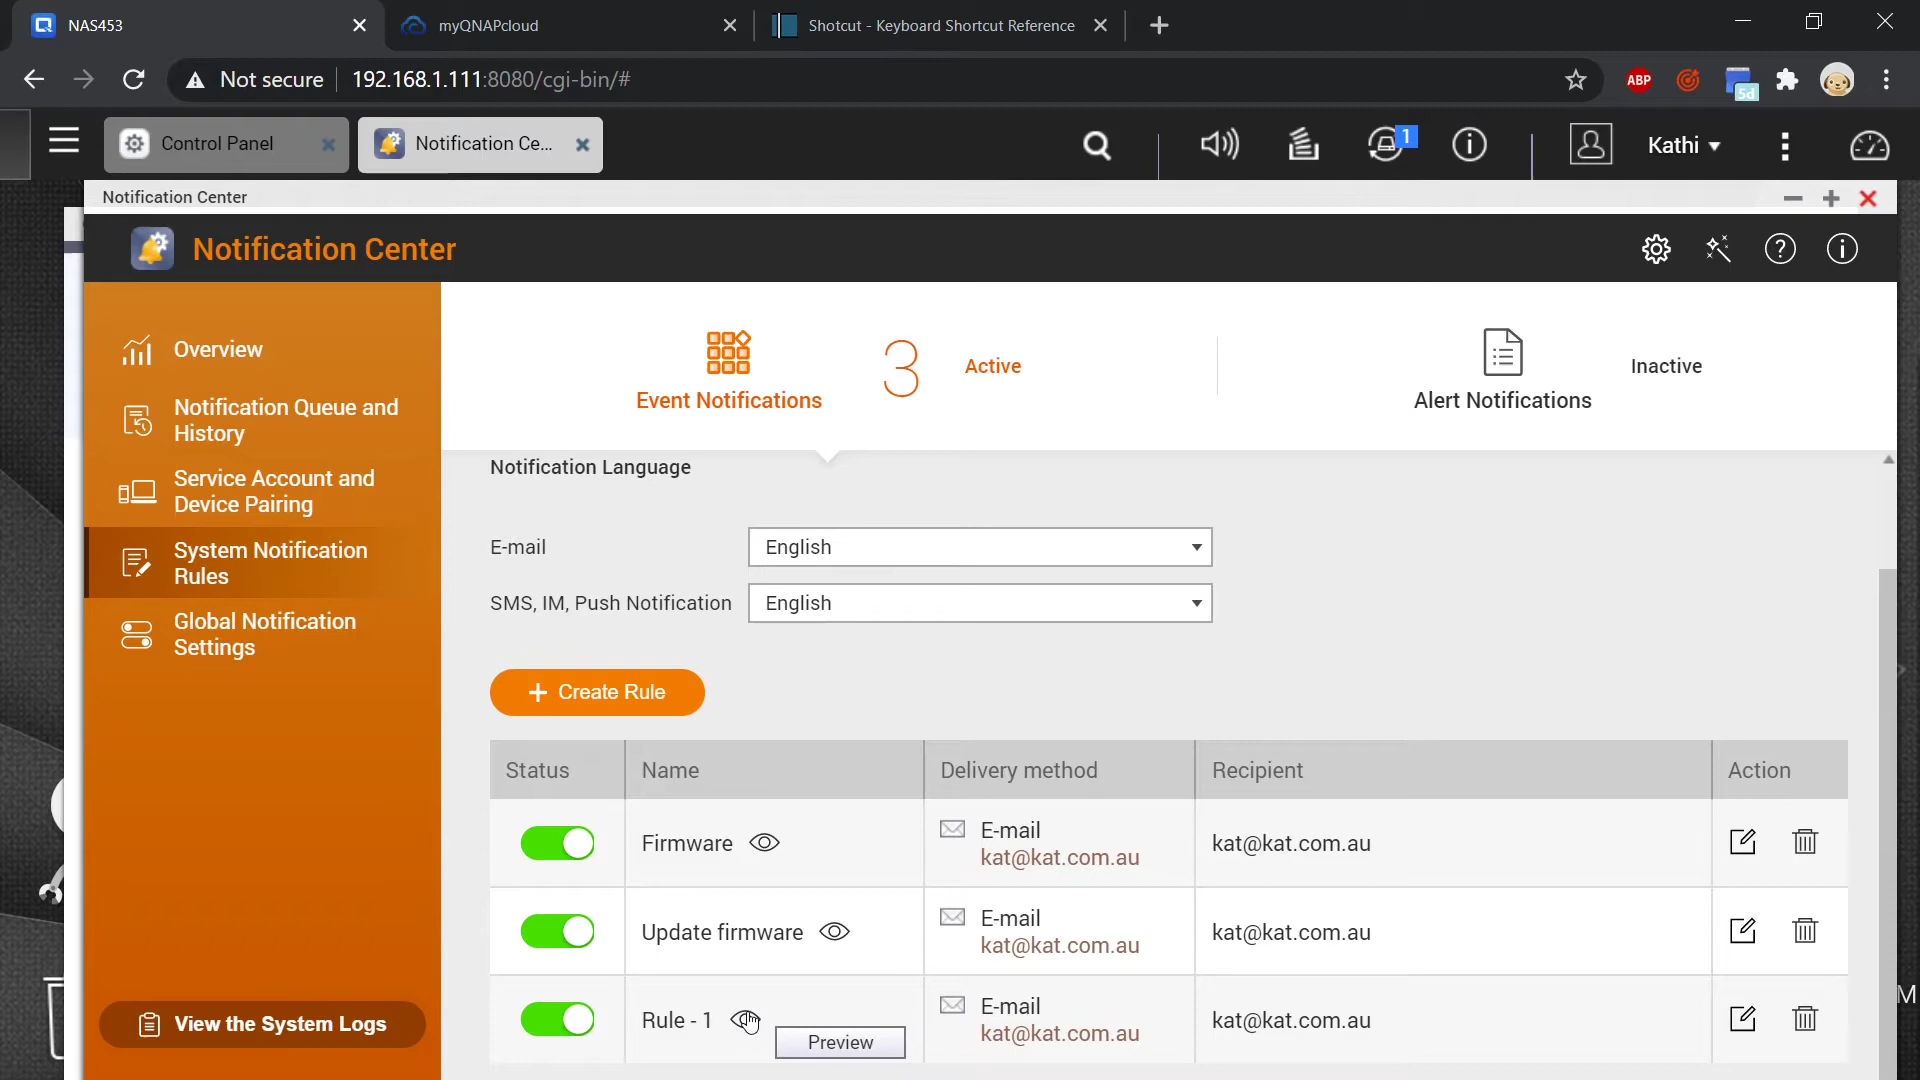 NAS453
myQNAPcloud
Shotcut - Keyboard Shortcut Reference
Not secure
192.168.1.111:8080/cgi-bin/#
ABP
5d
Control Panel
Notification Ce...
1
Kathi
Notification Center
Notification Center
Overview
Notification Queue and
History
Service Account and
Device Pairing
System Notification
Rules
Global Notification
Settings
View the System Logs
Event Notifications
3
Active
Alert Notifications
Inactive
Notification Language
E-mail
English
SMS, IM, Push Notification
English
+ Create Rule
Status
Name
Delivery method
Recipient
Action
Firmware
E-mail
kat@kat.com.au
kat@kat.com.au
Update firmware
E-mail
kat@kat.com.au
kat@kat.com.au
Rule - 1
Preview
E-mail
kat@kat.com.au
kat@kat.com.au
M